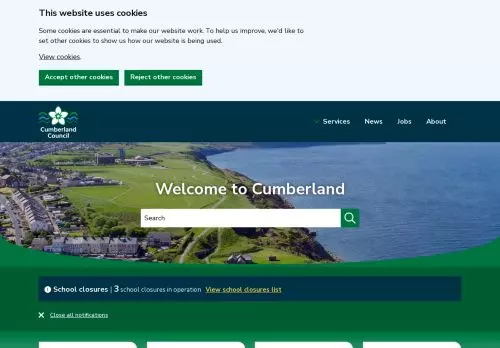 This website uses cookies
Some cookies are essential to make our website work. To help us improve, we'd like to
set other cookies to show us how our website is being used.
View cookies.
Accept other cookies
Reject other cookies
Cumberland
Council
Services
News
Jobs
About
Welcome to Cumberland
Search
School closures | 3 school closures in operation View school closures list
Close all notifications